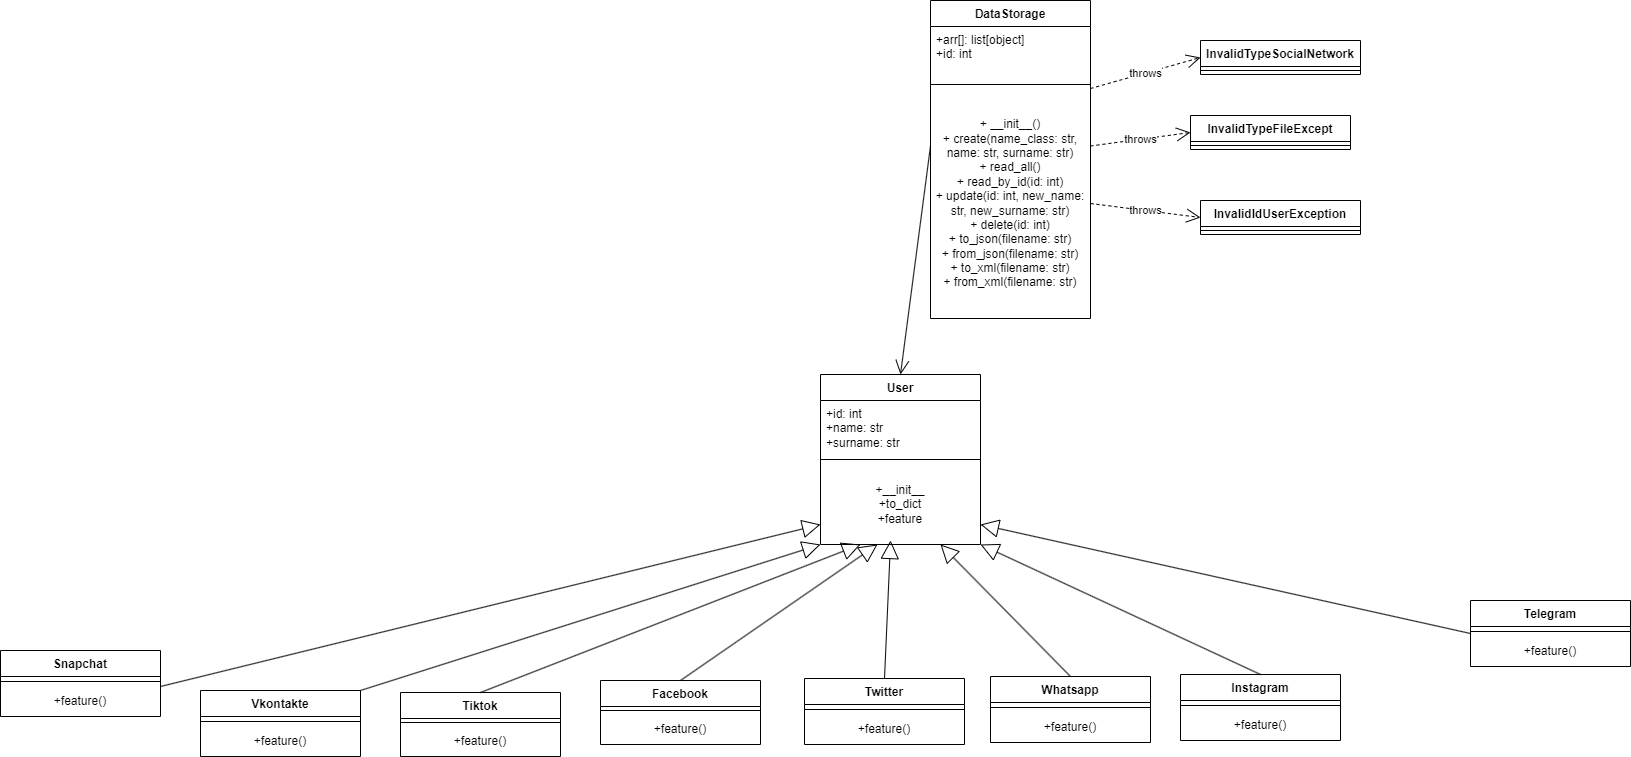 DataStorage
+arr[]: list[object]
+id: int
+ __init__()
+ create(name_class: str,
name: str, surname: str)
+ read_all()
+ read_by_id(id: int)
+ update(id: int, new_name:
str, new_surname: str)
+ delete(id: int)
+ to_json(filename: str)
+ from_json(filename: str)
+ to_xml(filename: str)
+ from_xml(filename: str)
throws
InvalidTypeSocialNetwork
throws
InvalidTypeFileExcept
throws
InvalidIdUserException
User
+id: int
+name: str
+surname: str
+__init__
+to_dict
+feature
Snapchat
+feature()
Vkontakte
+feature()
Tiktok
+feature()
Facebook
+feature()
Twitter
+feature()
Whatsapp
+feature()
Instagram
+feature()
Telegram
+feature()